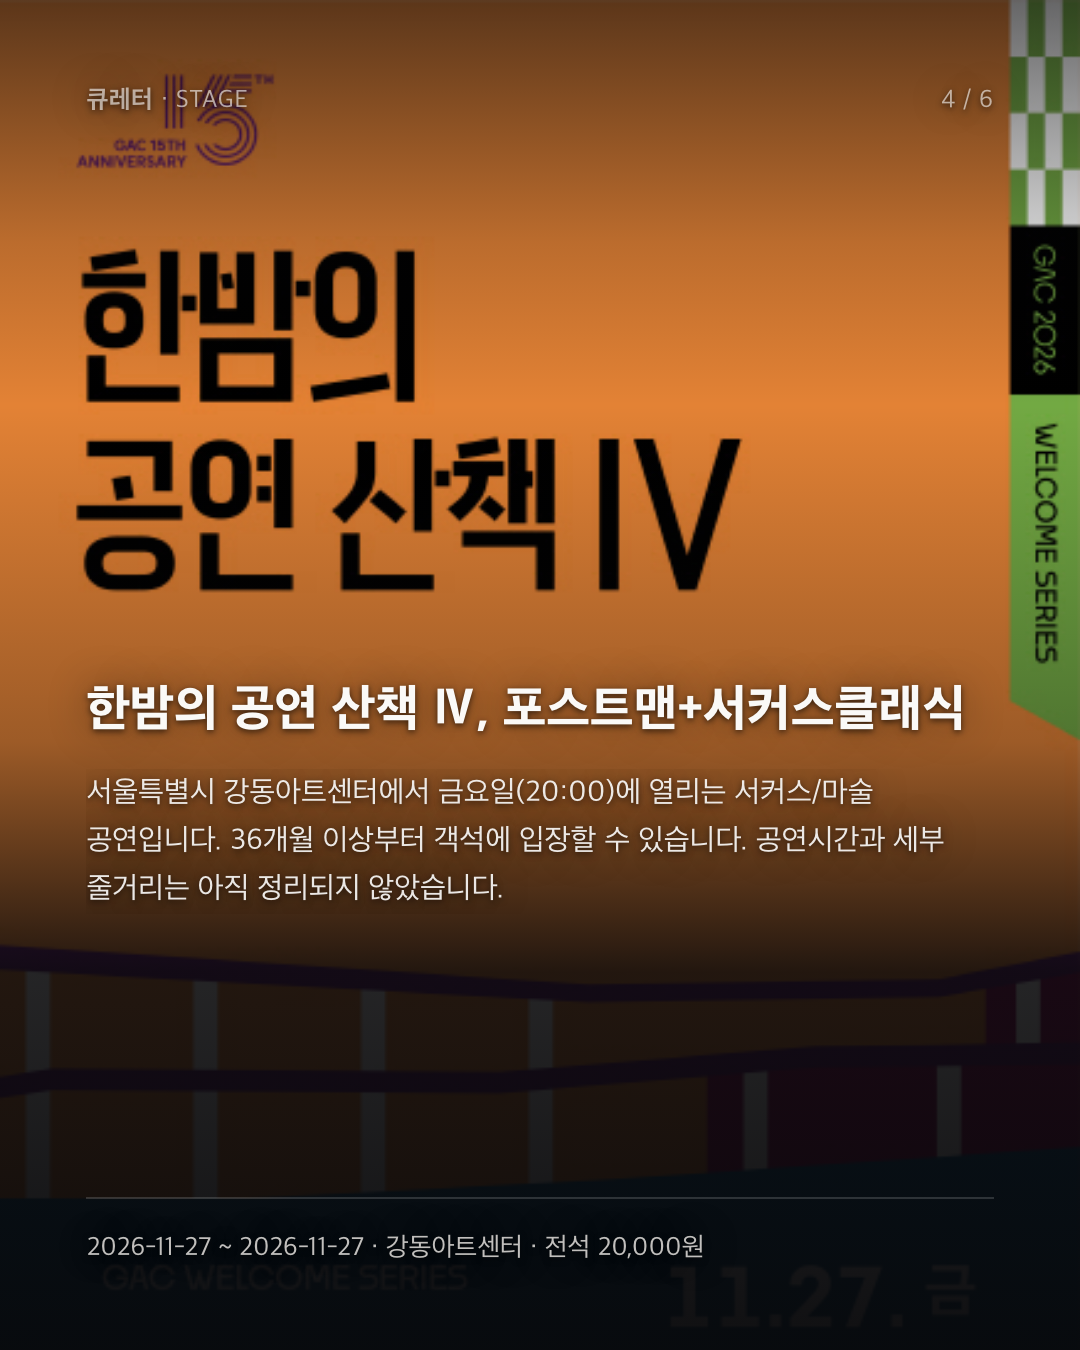 큐레터 · STAGE
4 / 6
15TH
GAC 15TH
ANNIVERSARY
한밤의
공연 산책 IV
GAC 2026
WELCOME SERIES
한밤의 공연 산책 Ⅳ, 포스트맨+서커스클래식
서울특별시 강동아트센터에서 금요일(20:00)에 열리는 서커스/마술
공연입니다. 36개월 이상부터 객석에 입장할 수 있습니다. 공연시간과 세부
줄거리는 아직 정리되지 않았습니다.
2026-11-27 ~ 2026-11-27 · 강동아트센터 · 전석 20,000원
GAC WELCOME SERIES
11.27. 금